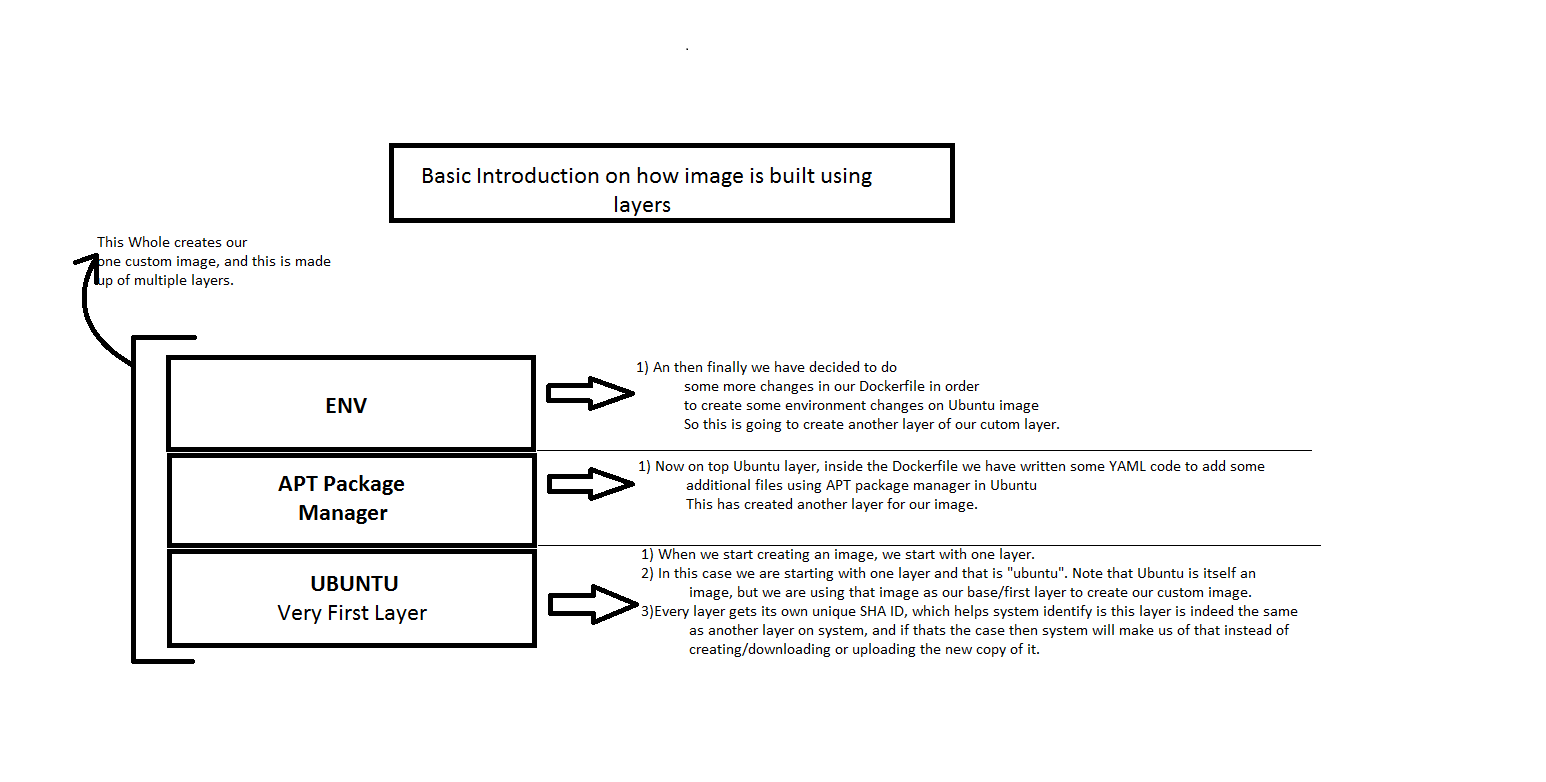 Basic Introduction on how image is built using
layers
This Whole creates our
one custom image, and this is made
up of multiple layers.
ENV
1) An then finally we have decided to do
some more changes in our Dockerfile in order
to create some environment changes on Ubuntu image
So this is going to create another layer of our cutom layer.
APT Package
Manager
1) Now on top Ubuntu layer, inside the Dockerfile we have written some YAML code to add some
additional files using APT package manager in Ubuntu
This has created another layer for our image.
UBUNTU
Very First Layer
1) When we start creating an image, we start with one layer.
2) In this case we are starting with one layer and that is "ubuntu". Note that Ubuntu is itself an
image, but we are using that image as our base/first layer to create our custom image.
3)Every layer gets its own unique SHA ID, which helps system identify is this layer is indeed the same
as another layer on system, and if thats the case then system will make us of that instead of
creating/downloading or uploading the new copy of it.